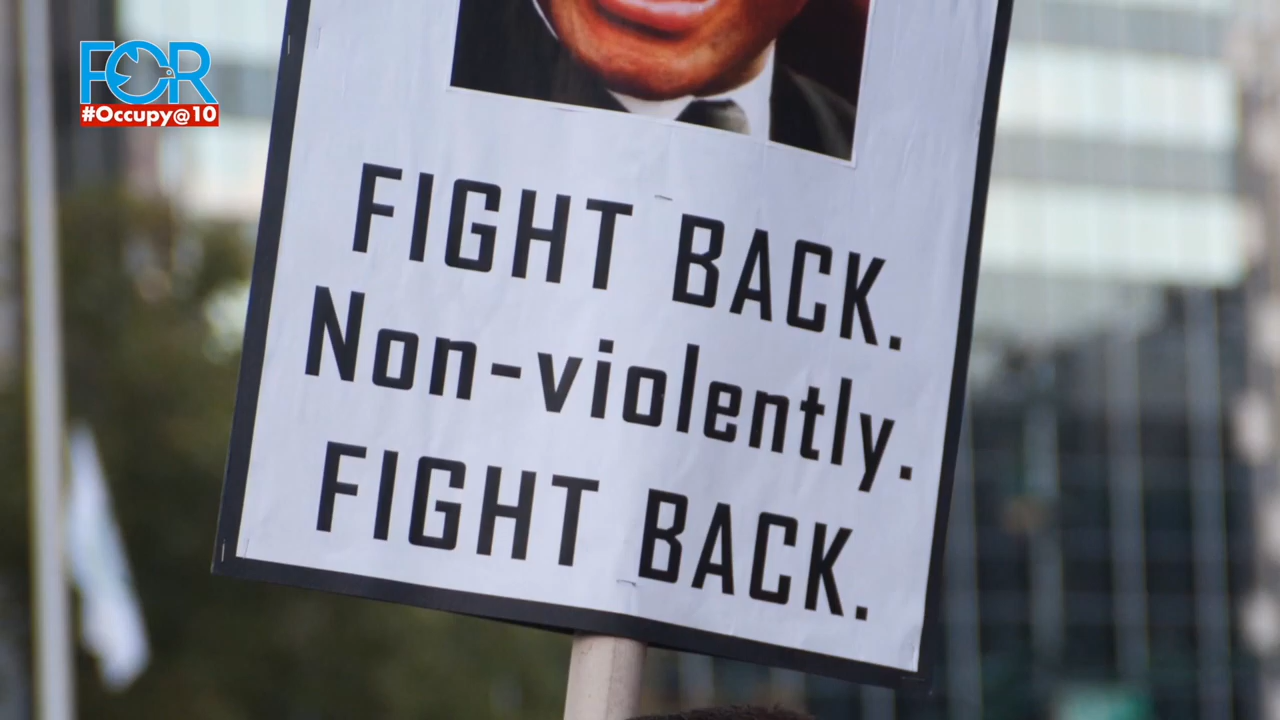 FOR
#Occupy@10
FIGHT BACK.
Non-violently.
FIGHT BACK.